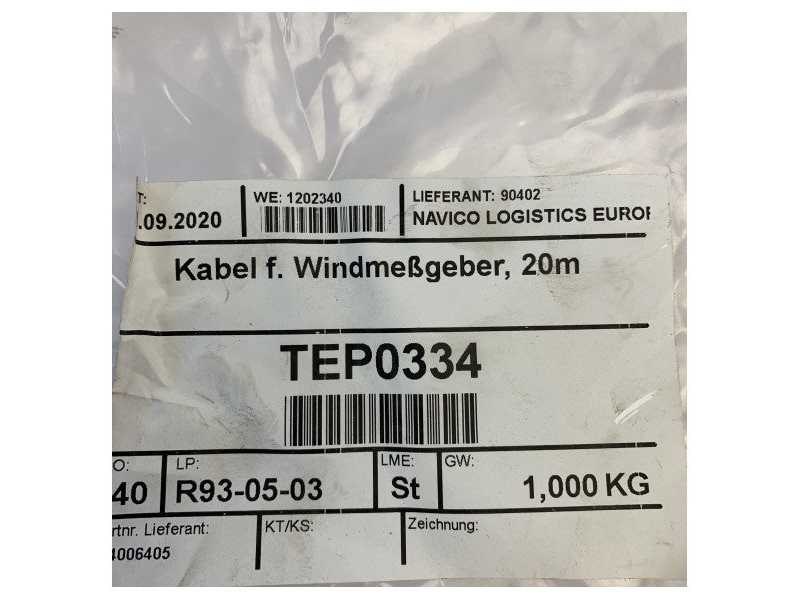 T: WE: 1202340 LIEFERANT: 90402
.09.2020 NAVICO LOGISTICS EUROP
Kabel f. Windmeßgeber, 20m
TEP0334
O: LP: LME: GW:
40 R93-05-03 St 1,000 KG
rtnr. Lieferant: KT/KS: Zeichnung:
4006405